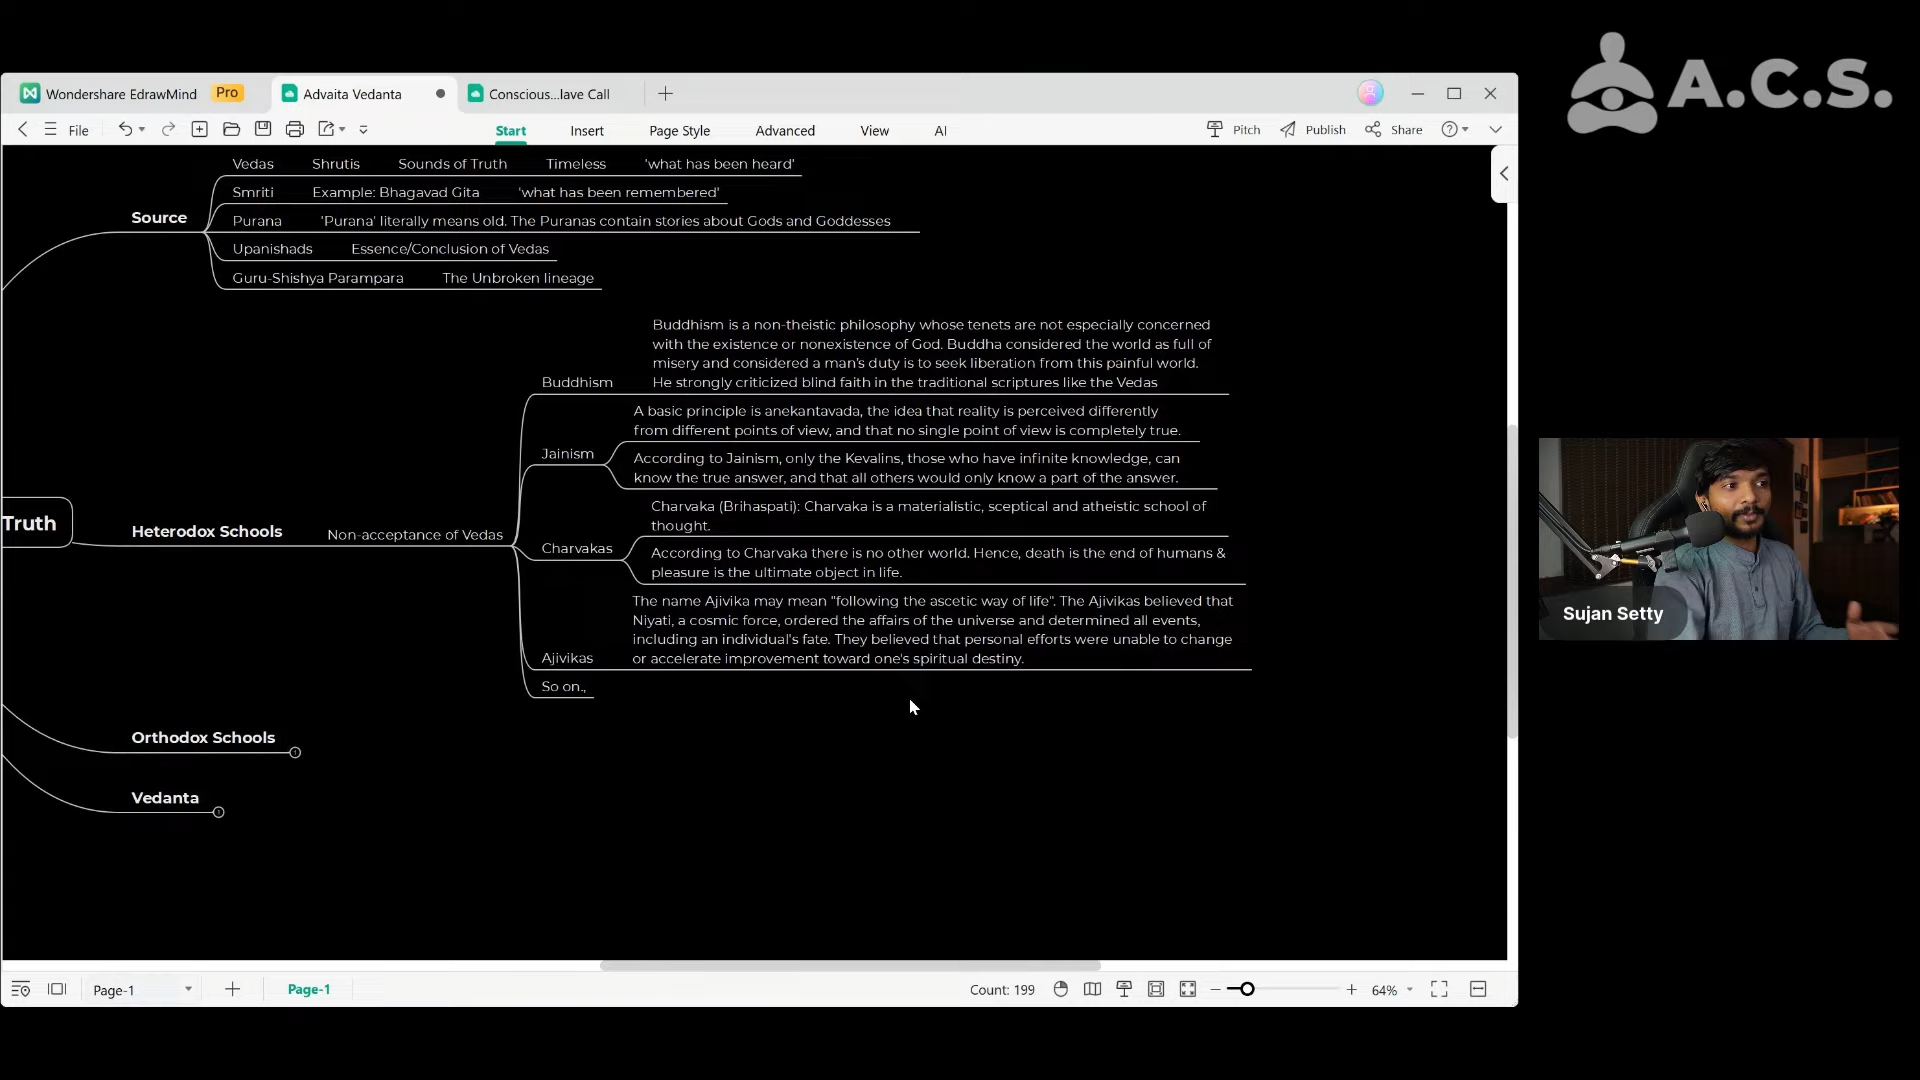 A.C.S.
Wondershare EdrawMind Pro
Advaita Vedanta
Conscious...lave Call
File
Start Insert Page Style Advanced View AI
Pitch Publish Share
Vedas Shrutis Sounds of Truth Timeless 'what has been heard'
Smriti Example: Bhagavad Gita 'what has been remembered'
Source
Purana 'Purana' literally means old. The Puranas contain stories about Gods and Goddesses
Upanishads Essence/Conclusion of Vedas
Guru-Shishya Parampara The Unbroken lineage
Truth
Heterodox Schools
Non-acceptance of Vedas
Buddhism
Buddhism is a non-theistic philosophy whose tenets are not especially concerned
with the existence or nonexistence of God. Buddha considered the world as full of
misery and considered a man's duty is to seek liberation from this painful world.
He strongly criticized blind faith in the traditional scriptures like the Vedas
Jainism
A basic principle is anekantavada, the idea that reality is perceived differently
from different points of view, and that no single point of view is completely true.
According to Jainism, only the Kevalins, those who have infinite knowledge, can
know the true answer, and that all others would only know a part of the answer.
Charvakas
Charvaka (Brihaspati): Charvaka is a materialistic, sceptical and atheistic school of
thought.
According to Charvaka there is no other world. Hence, death is the end of humans &
pleasure is the ultimate object in life.
Ajivikas
The name Ajivika may mean "following the ascetic way of life". The Ajivikas believed that
Niyati, a cosmic force, ordered the affairs of the universe and determined all events,
including an individual's fate. They believed that personal efforts were unable to change
or accelerate improvement toward one's spiritual destiny.
So on.,
Orthodox Schools
Vedanta
Sujan Setty
Page-1
Page-1
Count: 199
64%